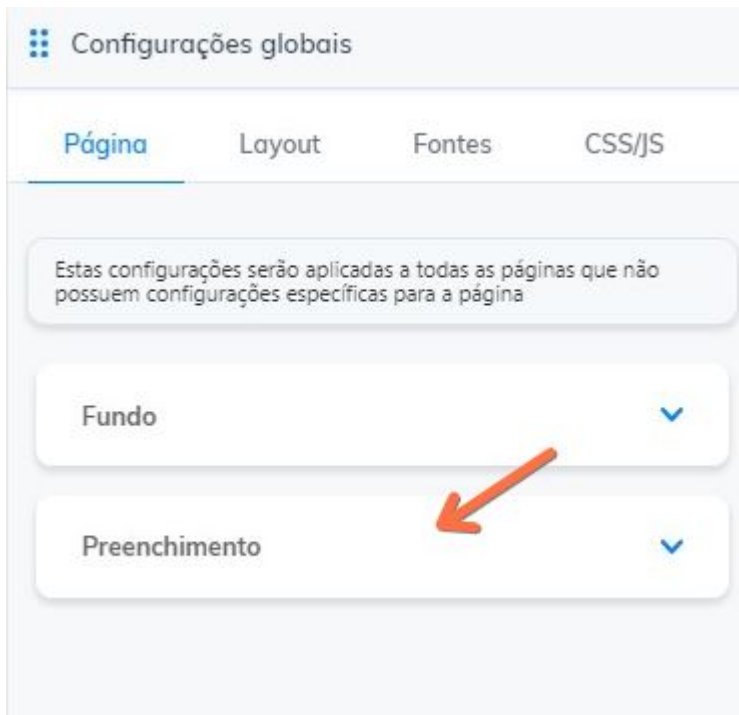 Configurações globais
Página Layout Fontes CSS/JS
Estas configurações serão aplicadas a todas as páginas que não
possuem configurações específicas para a página
Fundo
Preenchimento